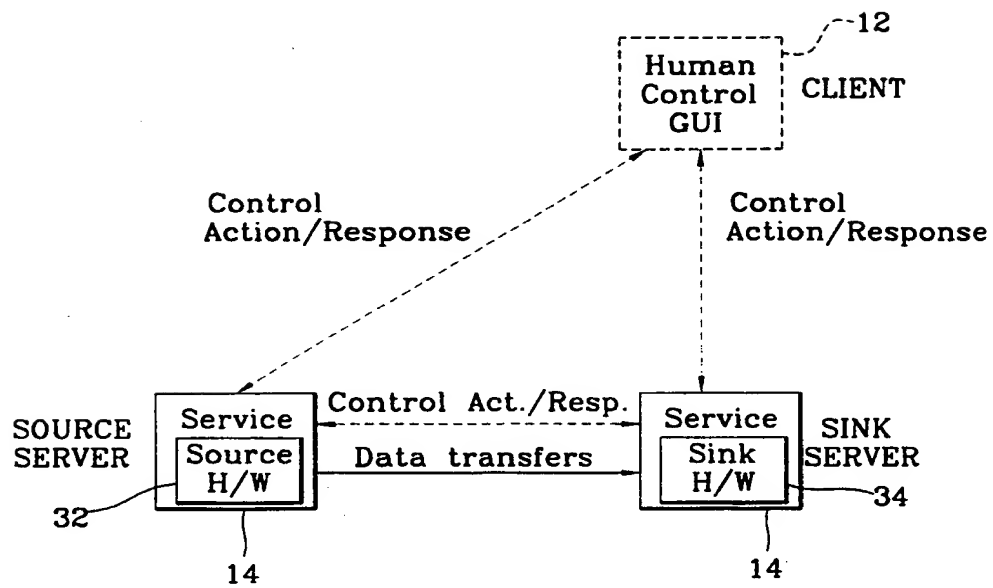 12
Human
Control
GUI
CLIENT
Control
Action/Response
Control
Action/Response
SOURCE
SERVER
Service
Source
H/W
Control Act./Resp.
Data transfers
Service
Sink
H/W
SINK
SERVER
32
34
14
14